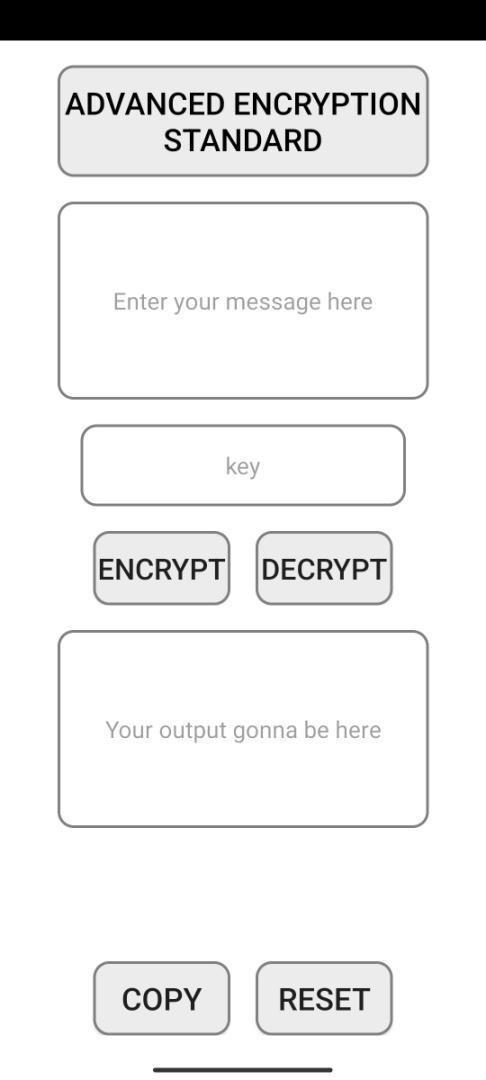 ADVANCED ENCRYPTION
STANDARD
Enter your message here
key
ENCRYPT DECRYPT
Your output gonna be here
COPY RESET